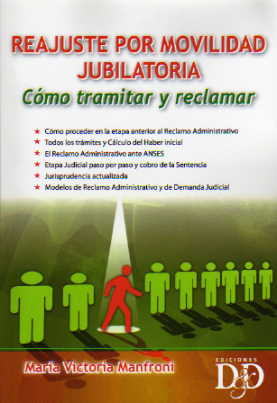 REAJUSTE POR MOVILIDAD
JUBILATORIA
Cómo tramitar y reclamar
★ Cómo proceder en la etapa anterior al Reclamo Administrativo
★ Todos los trámites y Cálculo del Haber inicial
★ El Reclamo Administrativo ante ANSES
★ Etapa Judicial paso por paso y cobro de la Sentencia
★ Jurisprudencia actualizada
★ Modelos de Reclamo Administrativo y de Demanda Judicial
María Victoria Manfroni
EDICIONES
D&D